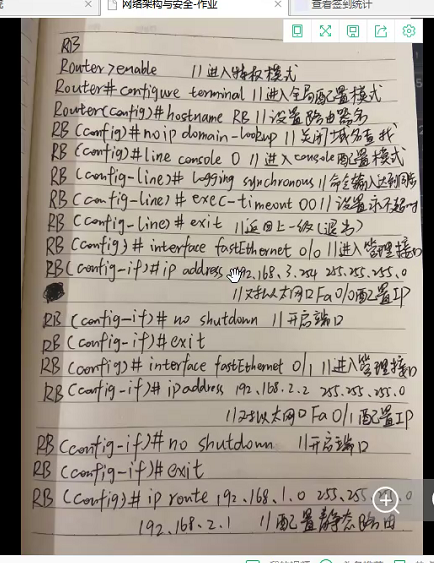 网络架构与安全-作业
查看签到统计
RB
Router>enable //进入特权模式
Router# configure terminal //进入全局配置模式
Router(config)# hostname RB //设置路由器名
RB (config)# no ip domain-lookup //关闭域名查找
RB (config)# line console 0 //进入console配置模式
RB (config-line)# logging synchronous //命令输入达到同步
RB (config-line)# exec-timeout 0 0 //设置永不超时
RB (config-line)# exit //返回上一级(退出)
RB (config)# interface fastEthernet 0/0 //进入管理接口
RB (config-if)# ip address 192.168.3.254 255.255.255.0
//对以太网口Fa0/0配置IP
RB (config-if)# no shutdown //开启端口
RB (config-if)# exit
RB (config)# interface fastEthernet 0/1 //进入管理接口
RB (config-if)# ip address 192.168.2.2 255.255.255.0
//对以太网口Fa0/1配置IP
RB (config-if)# no shutdown //开启端口
RB (config-if)# exit
RB (config)# ip route 192.168.1.0 255.255.
192.168.2.1 //配置静态路由